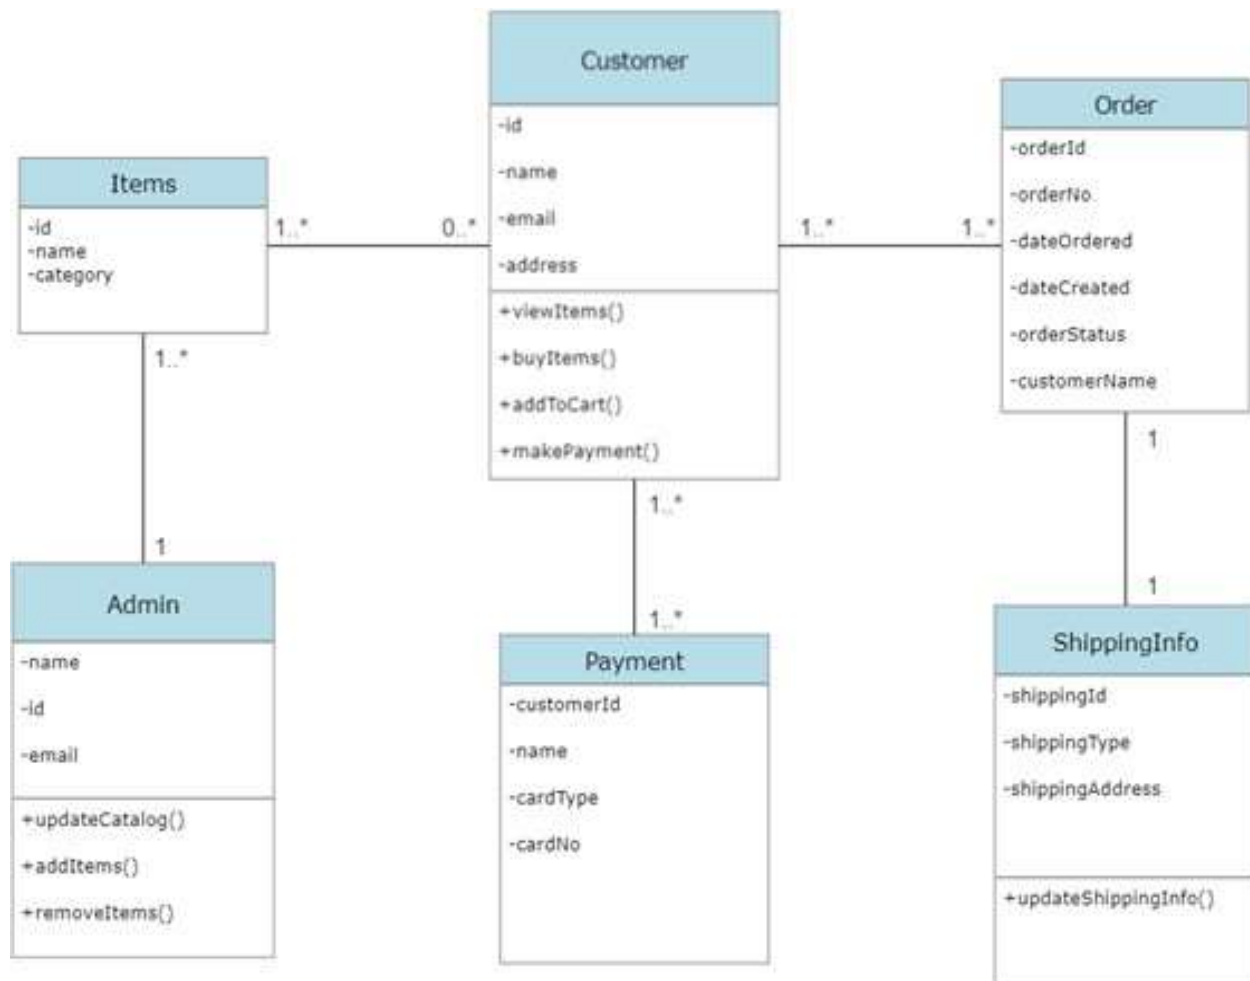 Customer
-id
-name
-email
-address
+viewItems()
+buyItems()
+addToCart()
+makePayment()
Order
-orderId
-orderNo
-dateOrdered
-dateCreated
-orderStatus
-customerName
Items
-id
-name
-category
1..*
0..*
1..*
1..*
1..*
1
1..*
1..*
1
1
Admin
-name
-id
-email
+updateCatalog()
+addItems()
+removeItems()
Payment
-customerId
-name
-cardType
-cardNo
ShippingInfo
-shippingId
-shippingType
-shippingAddress
+updateShippingInfo()